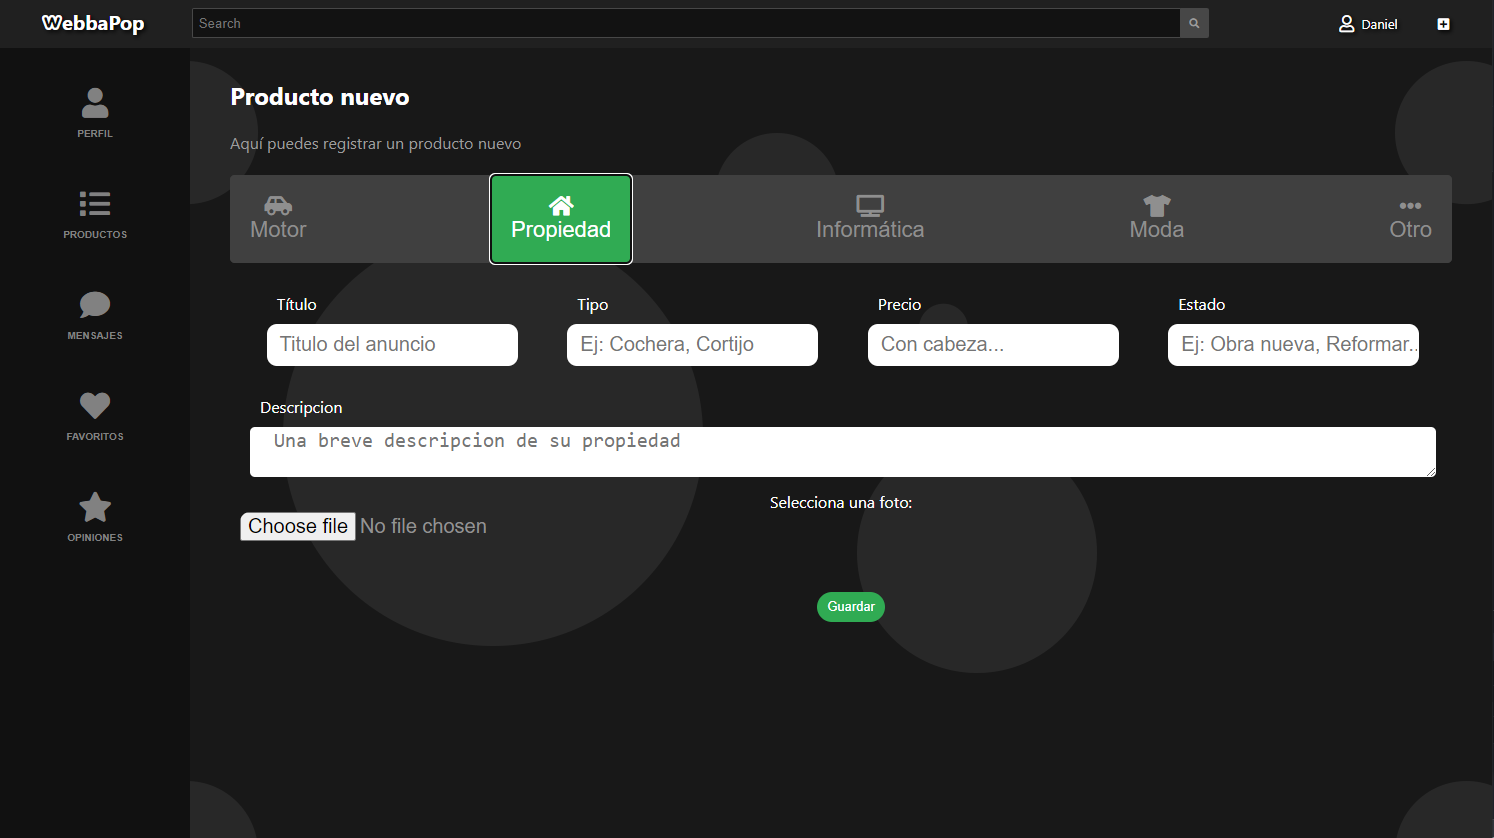 WebbaPop
Search
Daniel
PERFIL
PRODUCTOS
MENSAJES
FAVORITOS
OPINIONES
Producto nuevo
Aquí puedes registrar un producto nuevo
Motor
Propiedad
Informática
Moda
Otro
Título
Tipo
Precio
Estado
Titulo del anuncio
Ej: Cochera, Cortijo
Con cabeza...
Ej: Obra nueva, Reformar..
Descripcion
Una breve descripcion de su propiedad
Selecciona una foto:
Choose file No file chosen
Guardar